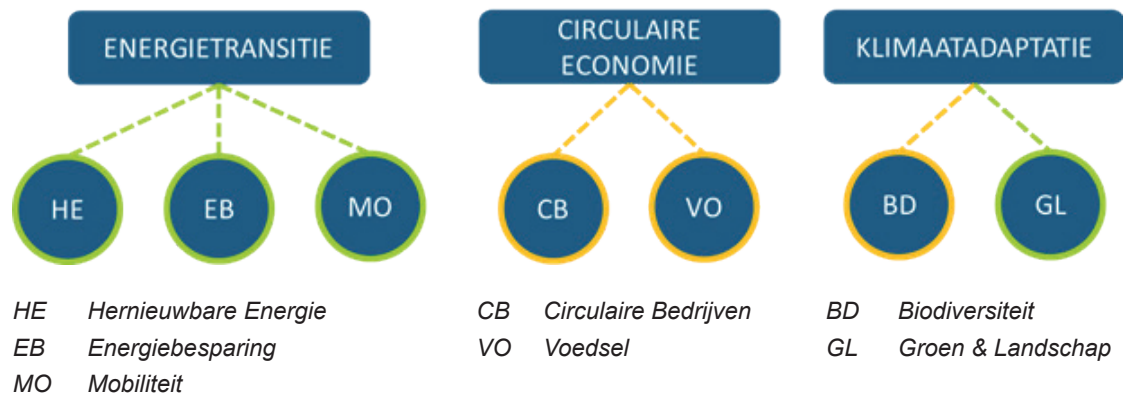 ENERGIETRANSITIE
CIRCULAIRE
ECONOMIE
KLIMAATADAPTATIE
HE
EB
MO
CB
VO
BD
GL
HE Hernieuwbare Energie
EB Energiebesparing
MO Mobiliteit
CB Circulaire Bedrijven
VO Voedsel
BD Biodiversiteit
GL Groen & Landschap